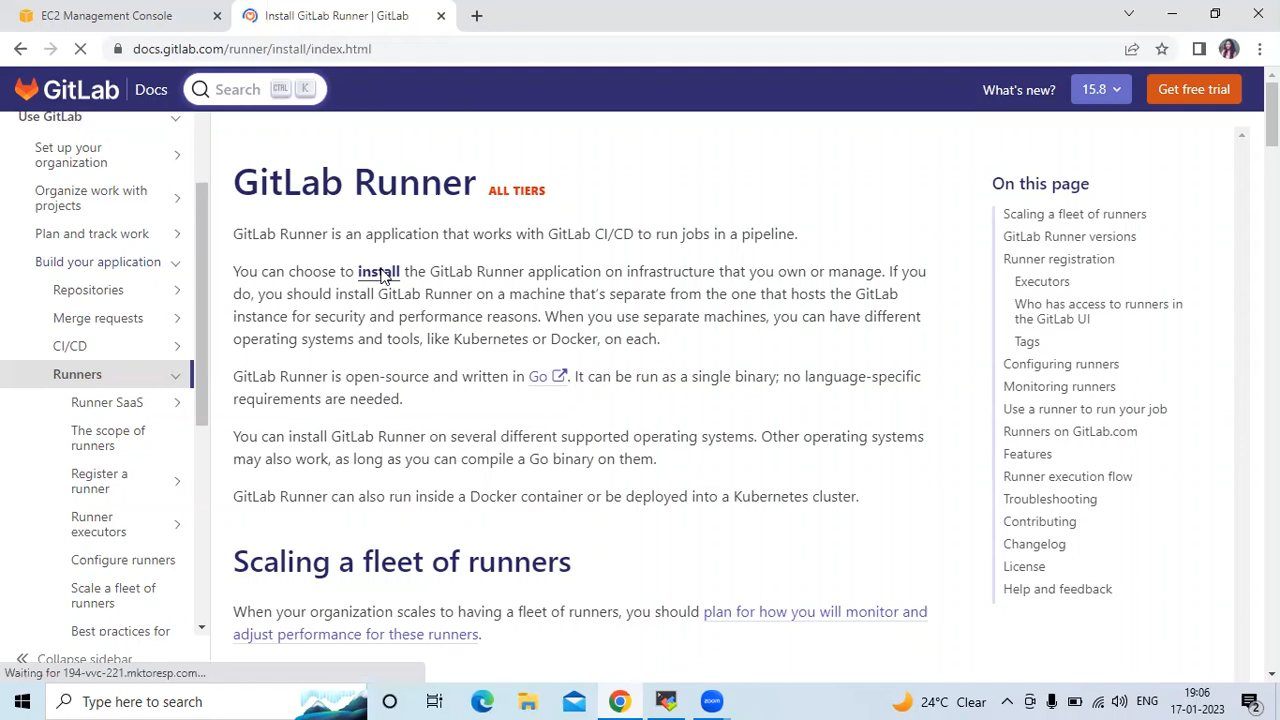 EC2 Management Console
Install GitLab Runner | GitLab
docs.gitlab.com/runner/install/index.html
GitLab Docs
Search CTRL K
What's new?
15.8
Get free trial
Use GitLab
Set up your
organization
Organize work with
projects
Plan and track work
Build your application
Repositories
Merge requests
CI/CD
Runners
Runner SaaS
The scope of
runners
Register a
runner
Runner
executors
Configure runners
Scale a fleet of
runners
Best practices for
Collapse sidebar
GitLab Runner ALL TIERS
GitLab Runner is an application that works with GitLab CI/CD to run jobs in a pipeline.
You can choose to install the GitLab Runner application on infrastructure that you own or manage. If you
do, you should install GitLab Runner on a machine that's separate from the one that hosts the GitLab
instance for security and performance reasons. When you use separate machines, you can have different
operating systems and tools, like Kubernetes or Docker, on each.
GitLab Runner is open-source and written in Go. It can be run as a single binary; no language-specific
requirements are needed.
You can install GitLab Runner on several different supported operating systems. Other operating systems
may also work, as long as you can compile a Go binary on them.
GitLab Runner can also run inside a Docker container or be deployed into a Kubernetes cluster.
Scaling a fleet of runners
When your organization scales to having a fleet of runners, you should plan for how you will monitor and
adjust performance for these runners.
On this page
Scaling a fleet of runners
GitLab Runner versions
Runner registration
Executors
Who has access to runners in
the GitLab UI
Tags
Configuring runners
Monitoring runners
Use a runner to run your job
Runners on GitLab.com
Features
Runner execution flow
Troubleshooting
Contributing
Changelog
License
Help and feedback
Waiting for 194-vvc-221.mktoresp.com...
Type here to search
zoom
24°C Clear
19:06
17-01-2023
2